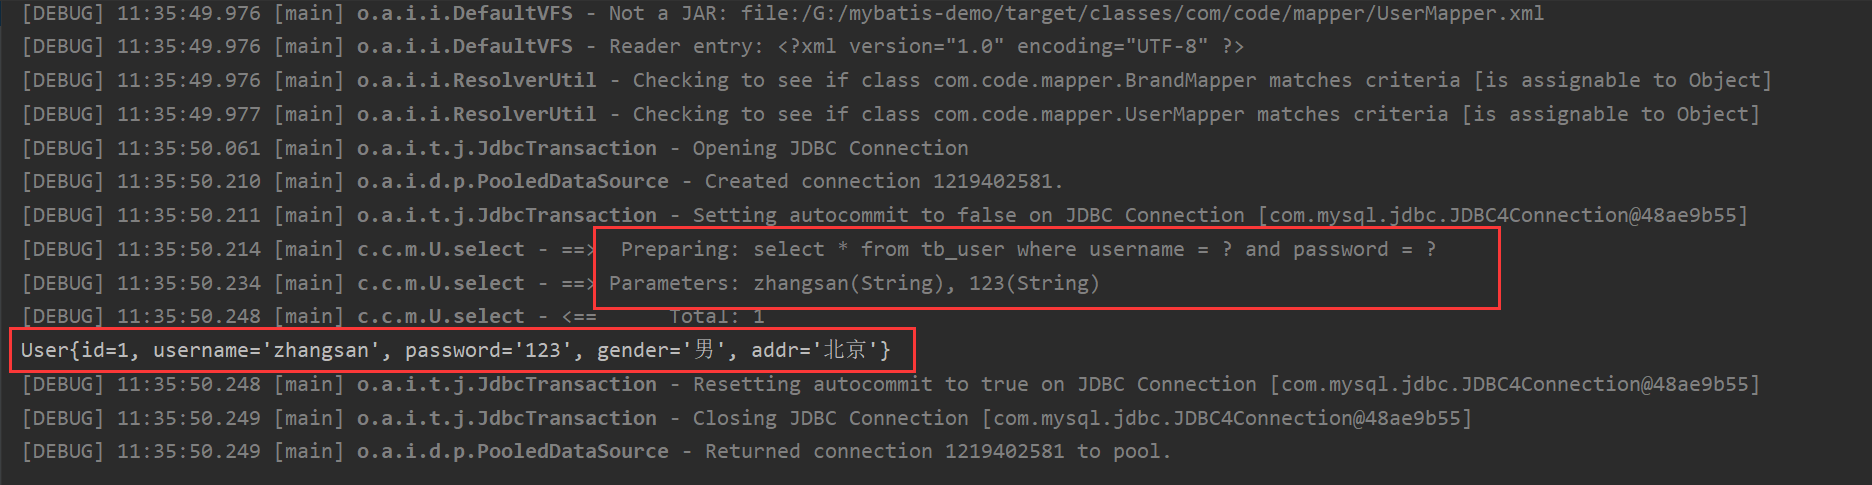 [DEBUG] 11:35:49.976 [main] o.a.i.i.DefaultVFS - Not a JAR: file:/G:/mybatis-demo/target/classes/com/code/mapper/UserMapper.xml
[DEBUG] 11:35:49.976 [main] o.a.i.i.DefaultVFS - Reader entry: <?xml version="1.0" encoding="UTF-8" ?>
[DEBUG] 11:35:49.976 [main] o.a.i.i.ResolverUtil - Checking to see if class com.code.mapper.BrandMapper matches criteria [is assignable to Object]
[DEBUG] 11:35:49.977 [main] o.a.i.i.ResolverUtil - Checking to see if class com.code.mapper.UserMapper matches criteria [is assignable to Object]
[DEBUG] 11:35:50.061 [main] o.a.i.t.j.JdbcTransaction - Opening JDBC Connection
[DEBUG] 11:35:50.210 [main] o.a.i.d.p.PooledDataSource - Created connection 1219402581.
[DEBUG] 11:35:50.211 [main] o.a.i.t.j.JdbcTransaction - Setting autocommit to false on JDBC Connection [com.mysql.jdbc.JDBC4Connection@48ae9b55]
[DEBUG] 11:35:50.214 [main] c.c.m.U.select - ==>  Preparing: select * from tb_user where username = ? and password = ?
[DEBUG] 11:35:50.234 [main] c.c.m.U.select - ==> Parameters: zhangsan(String), 123(String)
[DEBUG] 11:35:50.248 [main] c.c.m.U.select - <==      Total: 1
User{id=1, username='zhangsan', password='123', gender='男', addr='北京'}
[DEBUG] 11:35:50.248 [main] o.a.i.t.j.JdbcTransaction - Resetting autocommit to true on JDBC Connection [com.mysql.jdbc.JDBC4Connection@48ae9b55]
[DEBUG] 11:35:50.249 [main] o.a.i.t.j.JdbcTransaction - Closing JDBC Connection [com.mysql.jdbc.JDBC4Connection@48ae9b55]
[DEBUG] 11:35:50.249 [main] o.a.i.d.p.PooledDataSource - Returned connection 1219402581 to pool.